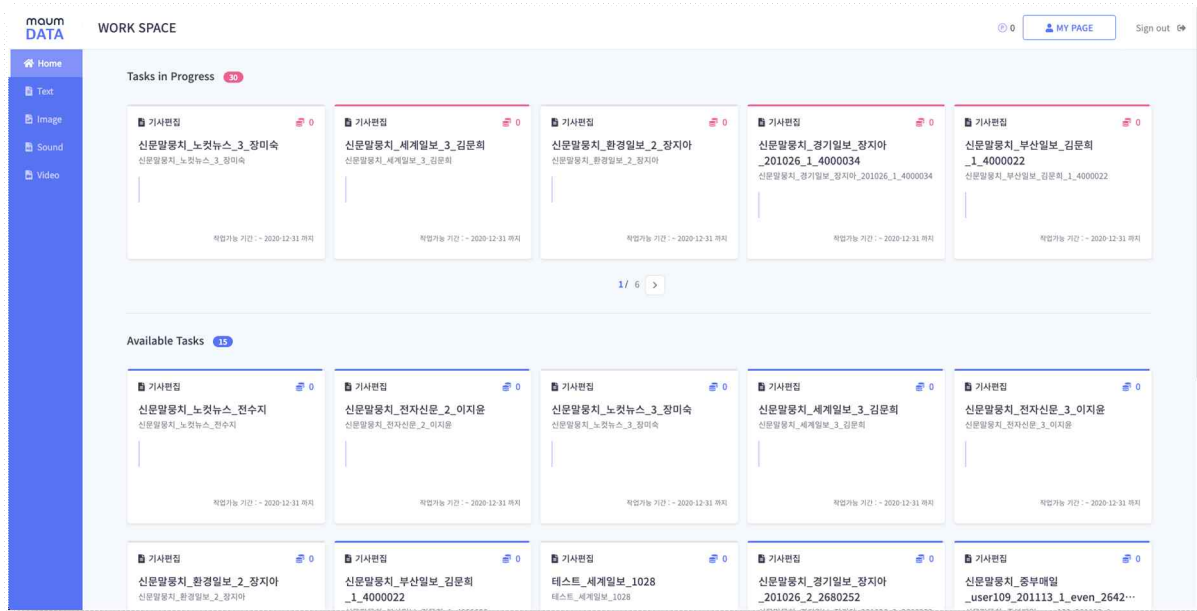 maum
DATA
WORK SPACE
Ⓟ 0
MY PAGE
Sign out
Home
Text
Image
Sound
Video
Tasks in Progress 30
기사편집 0
신문말뭉치_노컷뉴스_3_장미숙
신문말뭉치_노컷뉴스_3_장미숙
작업가능 기간 : ~ 2020-12-31 까지
기사편집 0
신문말뭉치_세계일보_3_김문희
신문말뭉치_세계일보_3_김문희
작업가능 기간 : ~ 2020-12-31 까지
기사편집 0
신문말뭉치_환경일보_2_장지아
신문말뭉치_환경일보_2_장지아
작업가능 기간 : ~ 2020-12-31 까지
기사편집 0
신문말뭉치_경기일보_장지아
_201026_1_4000034
신문말뭉치_경기일보_장지아_201026_1_4000034
작업가능 기간 : ~ 2020-12-31 까지
기사편집 0
신문말뭉치_부산일보_김문희
_1_4000022
신문말뭉치_부산일보_김문희_1_4000022
작업가능 기간 : ~ 2020-12-31 까지
1 / 6 >
Available Tasks 15
기사편집 0
신문말뭉치_노컷뉴스_전수지
신문말뭉치_노컷뉴스_전수지
작업가능 기간 : ~ 2020-12-31 까지
기사편집 0
신문말뭉치_전자신문_2_이지윤
신문말뭉치_전자신문_2_이지윤
작업가능 기간 : ~ 2020-12-31 까지
기사편집 0
신문말뭉치_노컷뉴스_3_장미숙
신문말뭉치_노컷뉴스_3_장미숙
작업가능 기간 : ~ 2020-12-31 까지
기사편집 0
신문말뭉치_세계일보_3_김문희
신문말뭉치_세계일보_3_김문희
작업가능 기간 : ~ 2020-12-31 까지
기사편집 0
신문말뭉치_전자신문_3_이지윤
신문말뭉치_전자신문_3_이지윤
작업가능 기간 : ~ 2020-12-31 까지
기사편집 0
신문말뭉치_환경일보_2_장지아
신문말뭉치_환경일보_2_장지아
기사편집 0
신문말뭉치_부산일보_김문희
_1_4000022
기사편집 0
테스트_세계일보_1028
테스트_세계일보_1028
기사편집 0
신문말뭉치_경기일보_장지아
_201026_2_2680252
기사편집 0
신문말뭉치_중부매일
_user109_201113_1_even_2642…